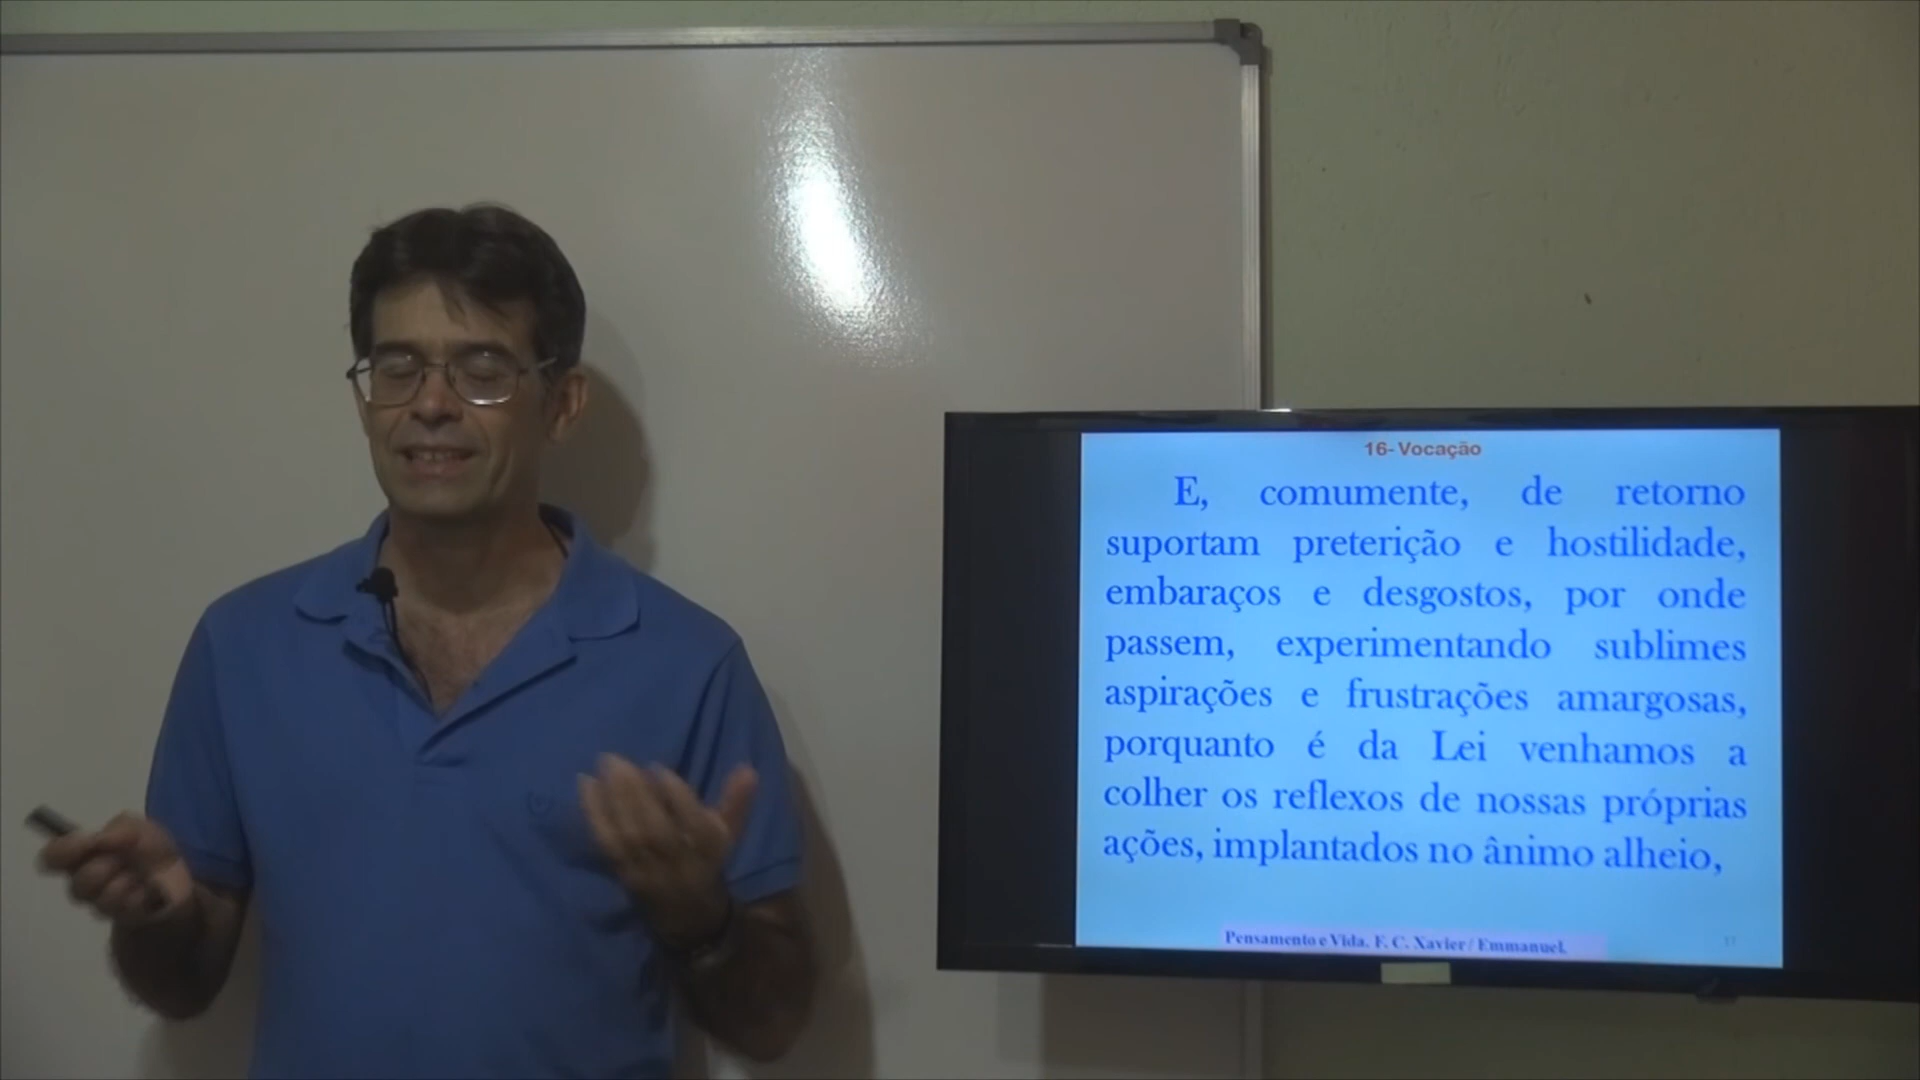 16- Vocação
E, comumente, de retorno
suportam preterição e hostilidade,
embaraços e desgostos, por onde
passem, experimentando sublimes
aspirações e frustrações amargosas,
porquanto é da Lei venhamos a
colher os reflexos de nossas próprias
ações, implantados no ânimo alheio,
Pensamento e Vida. F. C. Xavier / Emmanuel.